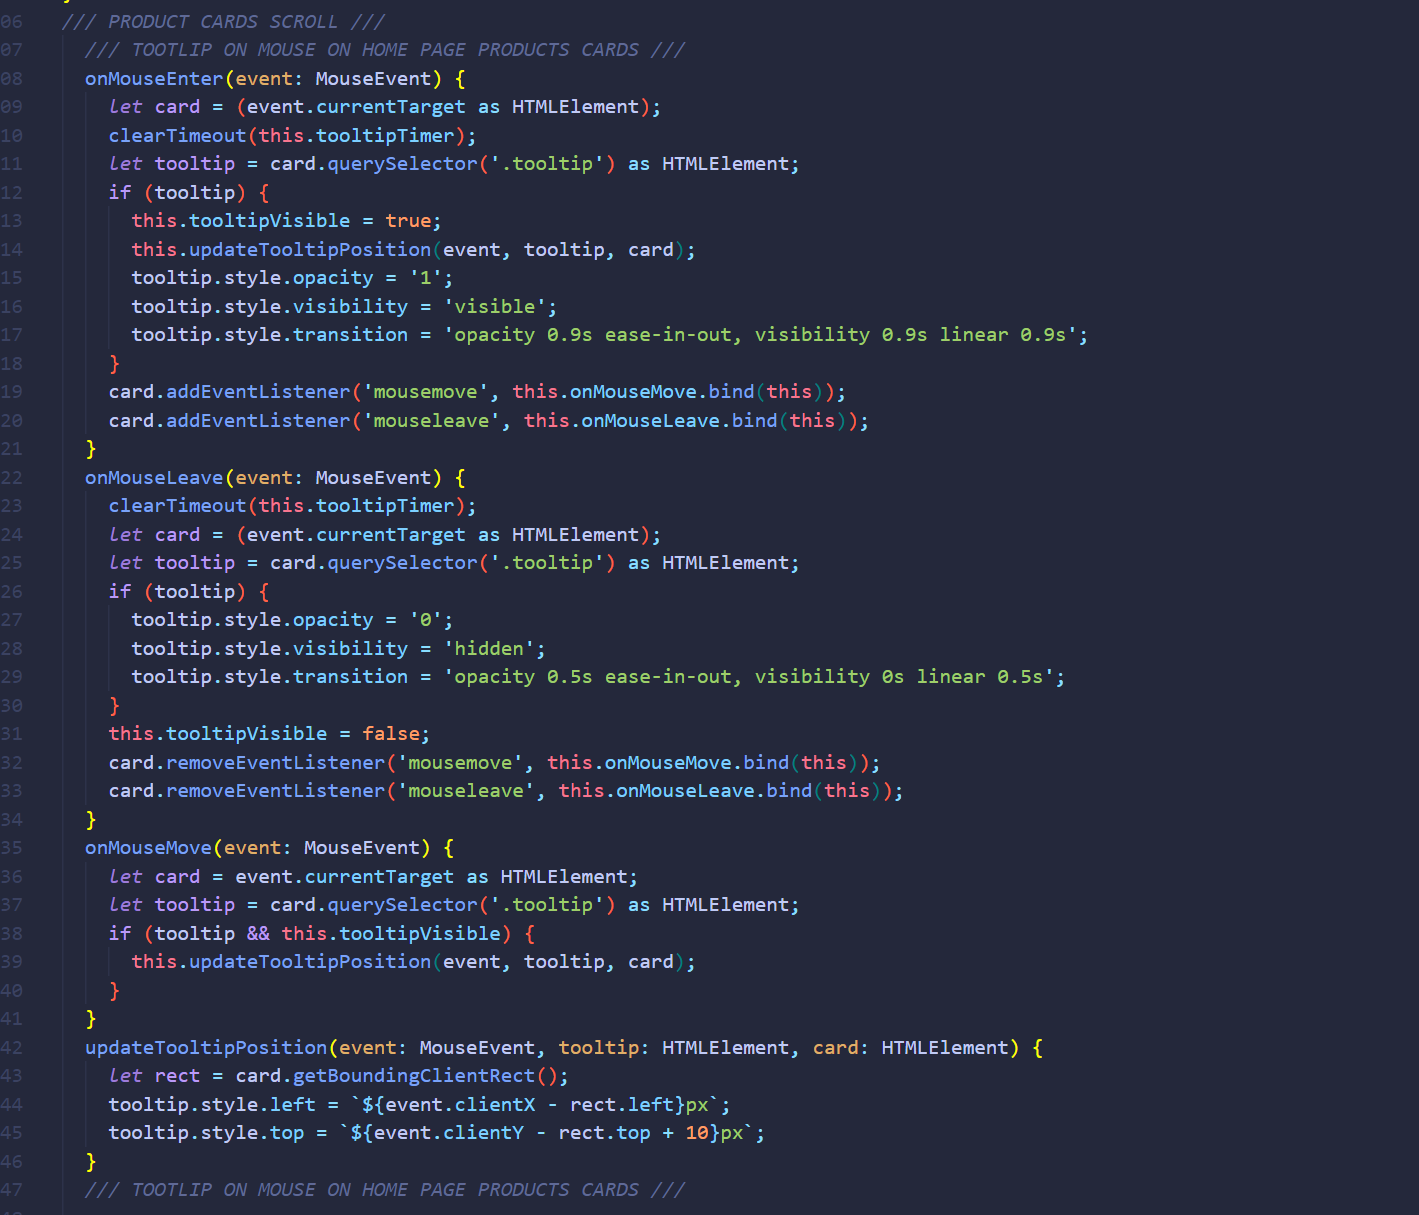 06 /// PRODUCT CARDS SCROLL ///
07 /// TOOTLIP ON MOUSE ON HOME PAGE PRODUCTS CARDS ///
08 onMouseEnter(event: MouseEvent) {
09 let card = (event.currentTarget as HTMLElement);
10 clearTimeout(this.tooltipTimer);
11 let tooltip = card.querySelector('.tooltip') as HTMLElement;
12 if (tooltip) {
13 this.tooltipVisible = true;
14 this.updateTooltipPosition(event, tooltip, card);
15 tooltip.style.opacity = '1';
16 tooltip.style.visibility = 'visible';
17 tooltip.style.transition = 'opacity 0.9s ease-in-out, visibility 0.9s linear 0.9s';
18 }
19 card.addEventListener('mousemove', this.onMouseMove.bind(this));
20 card.addEventListener('mouseleave', this.onMouseLeave.bind(this));
21 }
22 onMouseLeave(event: MouseEvent) {
23 clearTimeout(this.tooltipTimer);
24 let card = (event.currentTarget as HTMLElement);
25 let tooltip = card.querySelector('.tooltip') as HTMLElement;
26 if (tooltip) {
27 tooltip.style.opacity = '0';
28 tooltip.style.visibility = 'hidden';
29 tooltip.style.transition = 'opacity 0.5s ease-in-out, visibility 0s linear 0.5s';
30 }
31 this.tooltipVisible = false;
32 card.removeEventListener('mousemove', this.onMouseMove.bind(this));
33 card.removeEventListener('mouseleave', this.onMouseLeave.bind(this));
34 }
35 onMouseMove(event: MouseEvent) {
36 let card = event.currentTarget as HTMLElement;
37 let tooltip = card.querySelector('.tooltip') as HTMLElement;
38 if (tooltip && this.tooltipVisible) {
39 this.updateTooltipPosition(event, tooltip, card);
40 }
41 }
42 updateTooltipPosition(event: MouseEvent, tooltip: HTMLElement, card: HTMLElement) {
43 let rect = card.getBoundingClientRect();
44 tooltip.style.left = `${event.clientX - rect.left}px`;
45 tooltip.style.top = `${event.clientY - rect.top + 10}px`;
46 }
47 /// TOOTLIP ON MOUSE ON HOME PAGE PRODUCTS CARDS ///